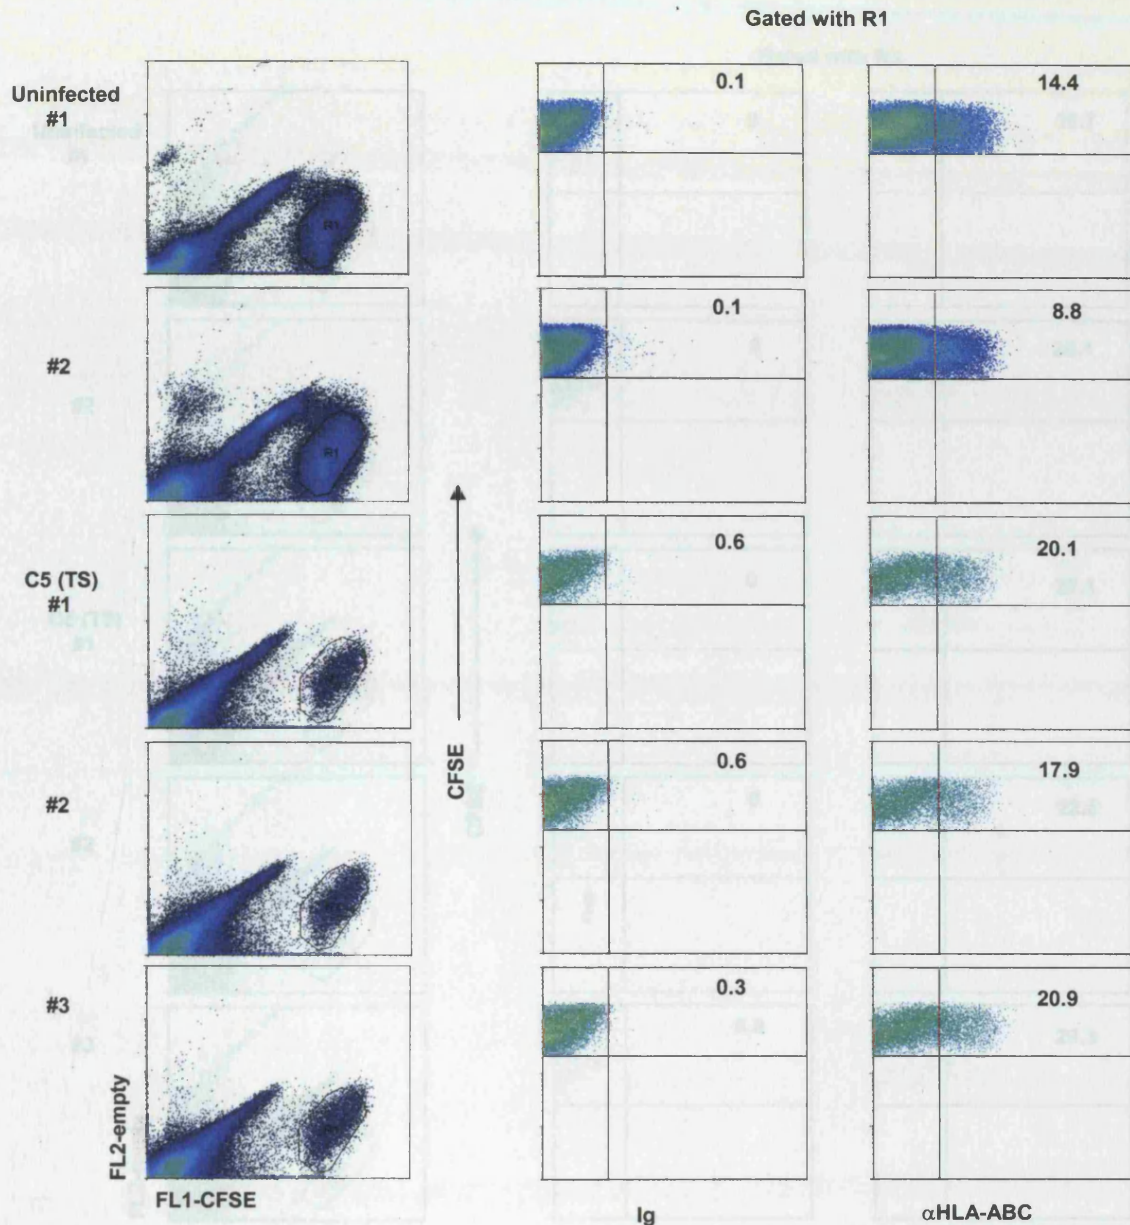 Gated with R1
Uninfected
#1
R1
0.1
14.4
#2
R1
0.1
8.8
C5 (TS)
#1
0.6
20.1
#2
0.6
17.9
#3
0.3
20.9
CFSE
FL2-empty
FL1-CFSE
Ig
αHLA-ABC